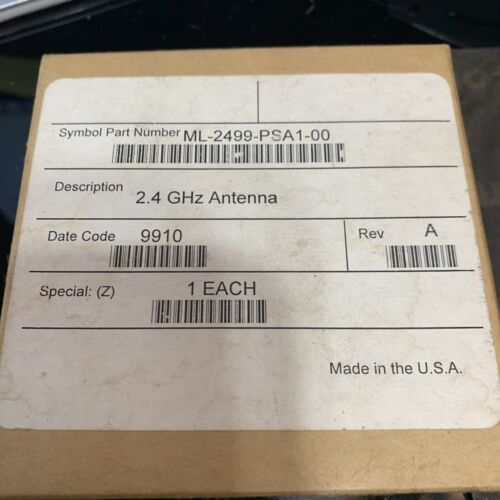 Symbol Part Number ML-2499-PSA1-00
Description 2.4 GHz Antenna
Date Code 9910 Rev A
Special: (Z) 1 EACH
Made in the U.S.A.